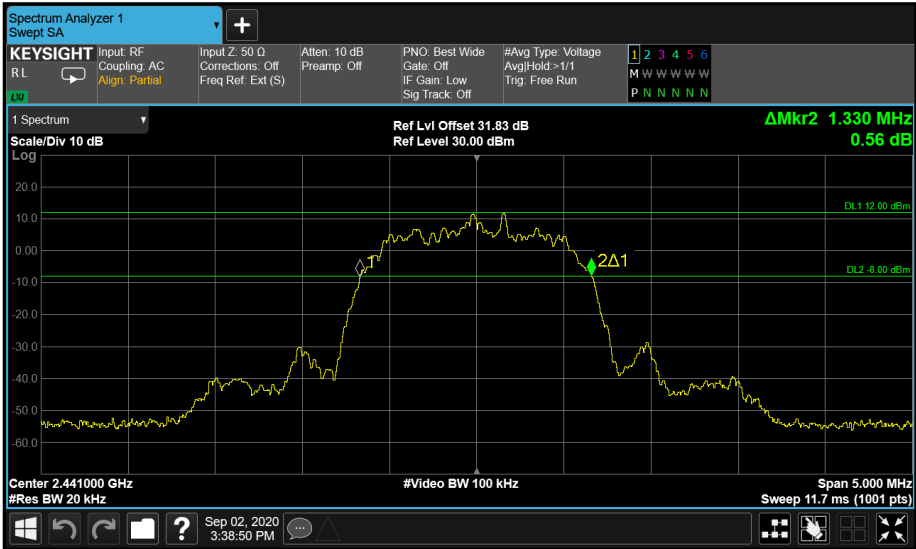 Spectrum Analyzer 1
Swept SA
+
KEYSIGHT
RL
LXI
Input: RF
Coupling: AC
Align: Partial
Input Z: 50 Ω
Corrections: Off
Freq Ref: Ext (S)
Atten: 10 dB
Preamp: Off
PNO: Best Wide
Gate: Off
IF Gain: Low
Sig Track: Off
#Avg Type: Voltage
Avg|Hold:>1/1
Trig: Free Run
1 2 3 4 5 6
M W W W W W
P N N N N N
1 Spectrum
Scale/Div 10 dB
Log
Ref Lvl Offset 31.83 dB
Ref Level 30.00 dBm
ΔMkr2 1.330 MHz
0.56 dB
20.0
DL1 12.00 dBm
10.0
0.00
1
2Δ1
DL2 -8.00 dBm
-10.0
-20.0
-30.0
-40.0
-50.0
-60.0
Center 2.441000 GHz
#Video BW 100 kHz
Span 5.000 MHz
#Res BW 20 kHz
Sweep 11.7 ms (1001 pts)
?
Sep 02, 2020
3:38:50 PM